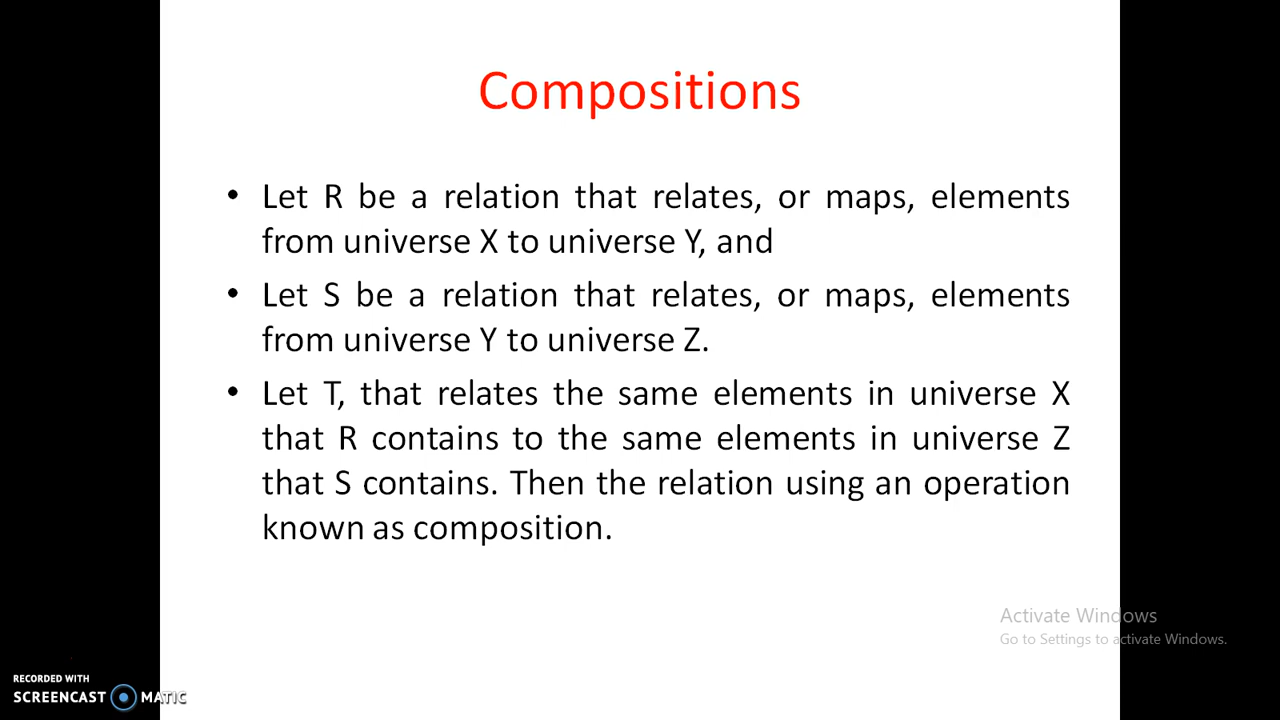 Compositions
• Let R be a relation that relates, or maps, elements
from universe X to universe Y, and
• Let S be a relation that relates, or maps, elements
from universe Y to universe Z.
• Let T, that relates the same elements in universe X
that R contains to the same elements in universe Z
that S contains. Then the relation using an operation
known as composition.
Activate Windows
Go to Settings to activate Windows.
RECORDED WITH
SCREENCAST MATIC